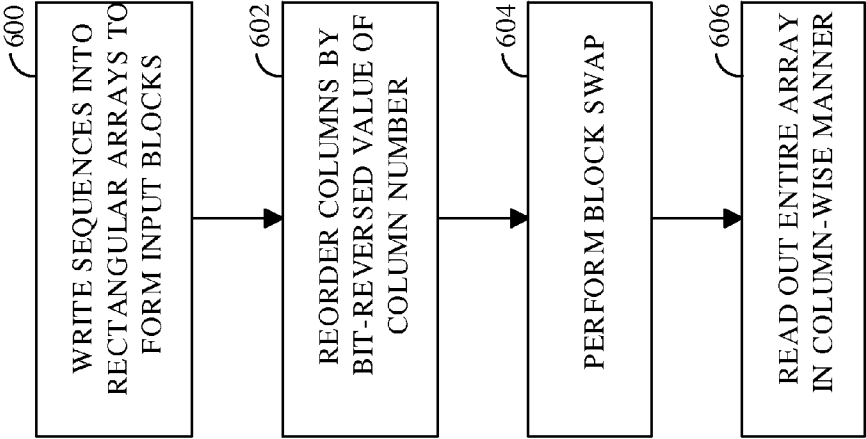 600
WRITE SEQUENCES INTO
RECTANGULAR ARRAYS TO
FORM INPUT BLOCKS
602
REORDER COLUMNS BY
BIT-REVERSED VALUE OF
COLUMN NUMBER
604
PERFORM BLOCK SWAP
606
READ OUT ENTIRE ARRAY
IN COLUMN-WISE MANNER